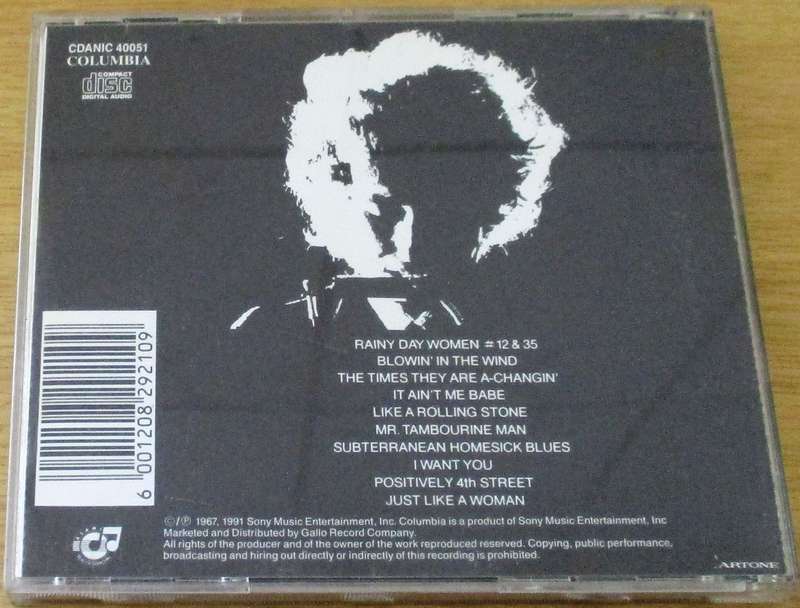 CDANIC 40051
COLUMBIA
COMPACT
disc
DIGITAL AUDIO
RAINY DAY WOMEN #12 & 35
BLOWIN' IN THE WIND
THE TIMES THEY ARE A-CHANGIN'
IT AIN'T ME BABE
LIKE A ROLLING STONE
MR. TAMBOURINE MAN
SUBTERRANEAN HOMESICK BLUES
I WANT YOU
POSITIVELY 4th STREET
JUST LIKE A WOMAN
6 001208 292109
©/℗ 1967, 1991 Sony Music Entertainment, Inc. Columbia is a product of Sony Music Entertainment, Inc
Marketed and Distributed by Gallo Record Company.
All rights of the producer and of the owner of the work reproduced reserved. Copying, public performance,
broadcasting and hiring out directly or indirectly of this recording is prohibited.
ARTONE